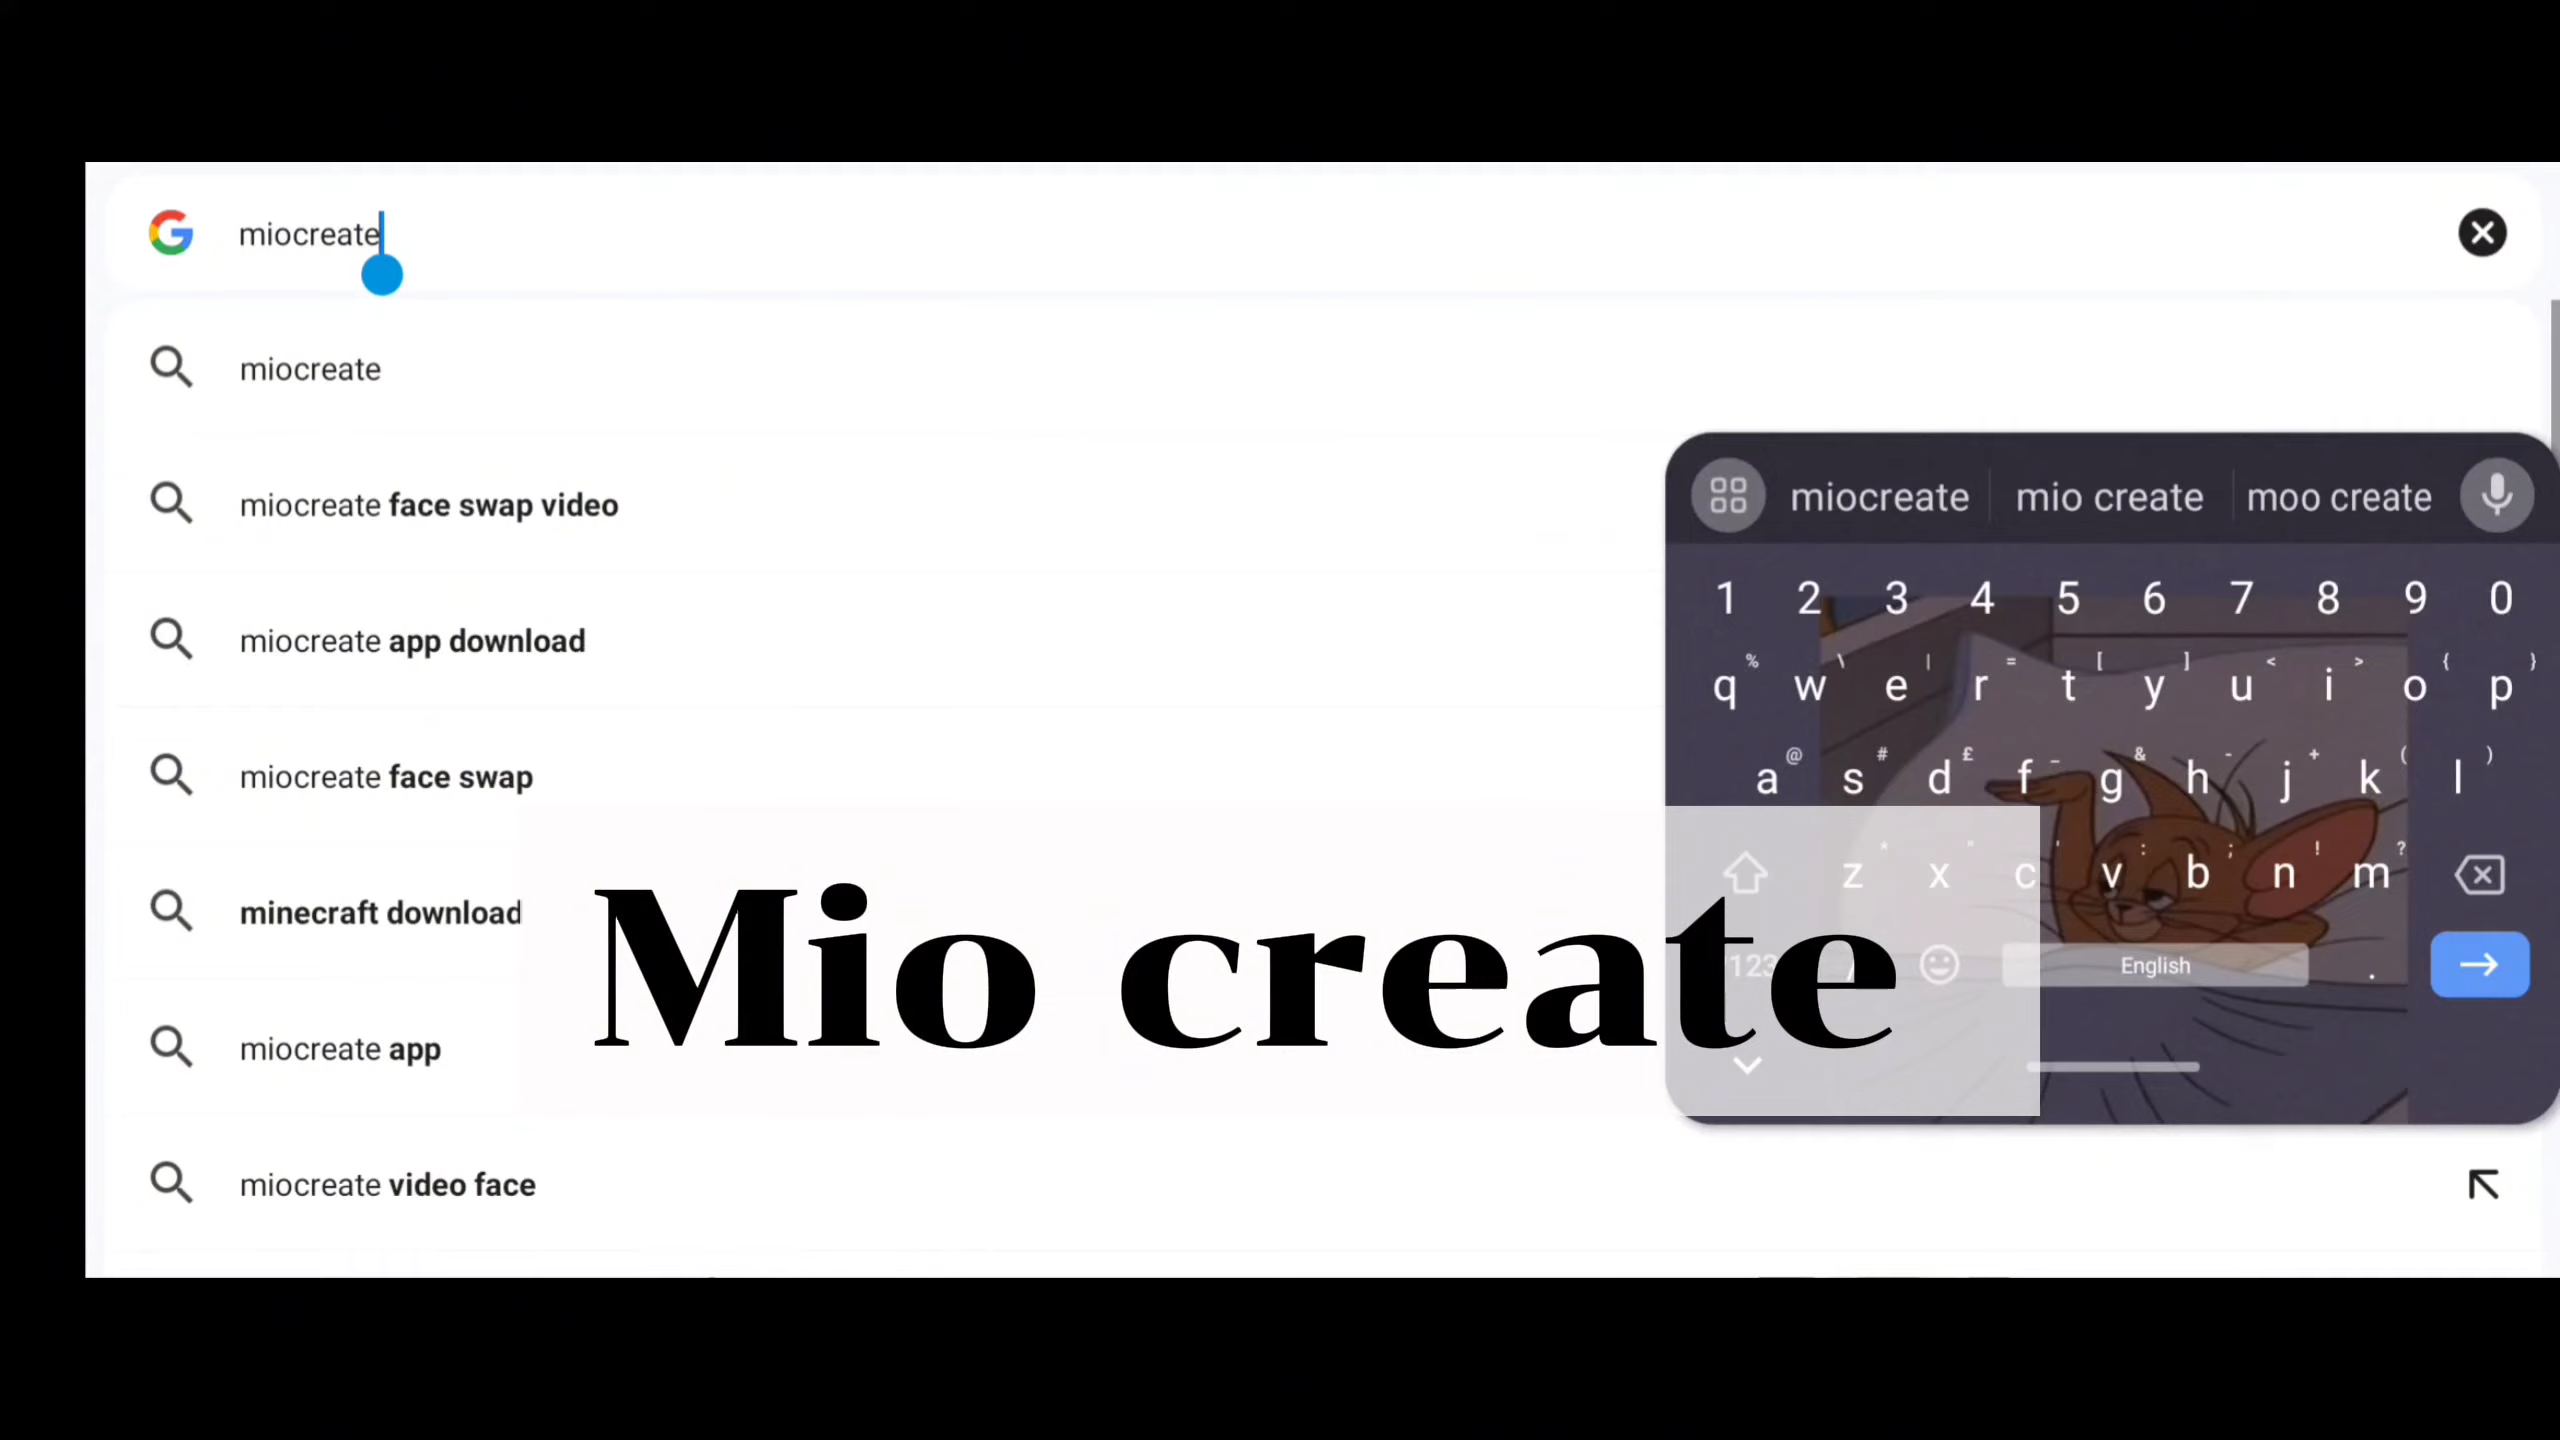 miocreate
miocreate
miocreate face swap video
miocreate app download
miocreate face swap
minecraft download
miocreate app
miocreate video face
miocreate mio create moo create
1 2 3 4 5 6 7 8 9 0
% \ | = [ ] < > { }
q w e r t y u i o p
@ # £ _ & - + ( )
a s d f g h j k l
* " ' : ; ! ?
z x c v b n m
?123 / English .
Mio create